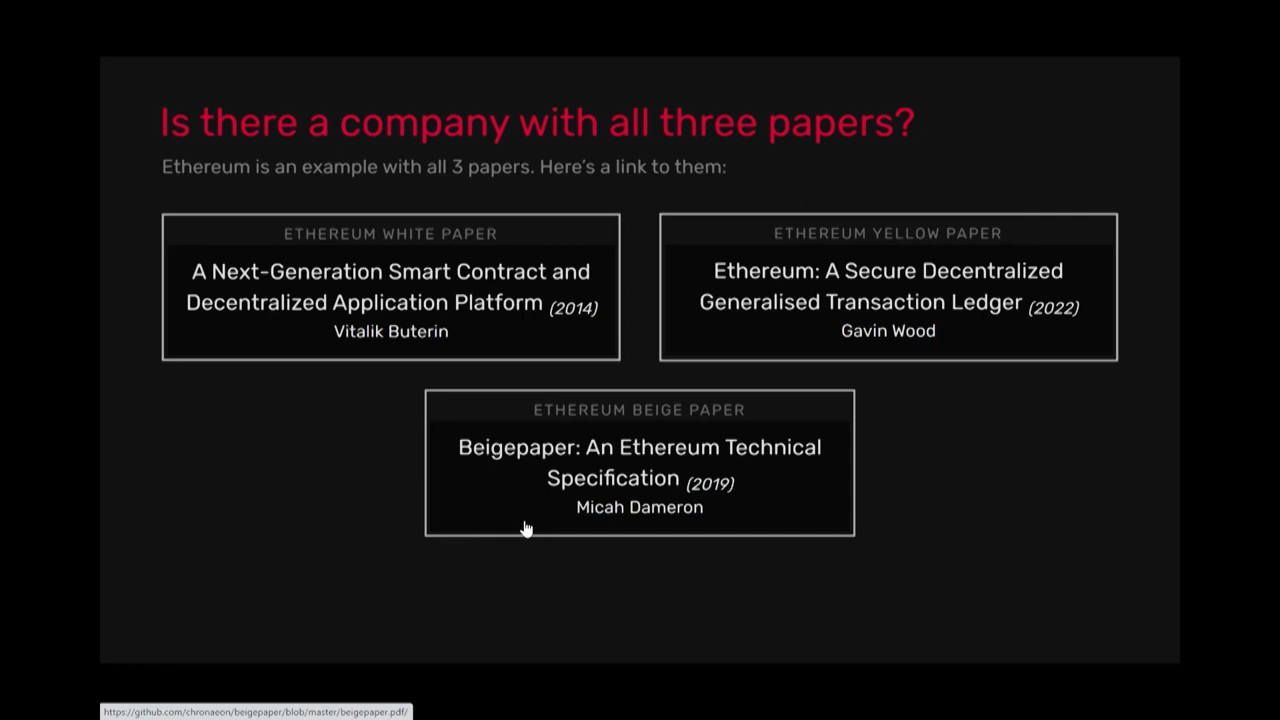 Is there a company with all three papers?
Ethereum is an example with all 3 papers. Here's a link to them:
ETHEREUM WHITE PAPER
A Next-Generation Smart Contract and
Decentralized Application Platform (2014)
Vitalik Buterin
ETHEREUM YELLOW PAPER
Ethereum: A Secure Decentralized
Generalised Transaction Ledger (2022)
Gavin Wood
ETHEREUM BEIGE PAPER
Beigepaper: An Ethereum Technical
Specification (2019)
Micah Dameron
https://github.com/chronaeon/beigepaper/blob/master/beigepaper.pdf/